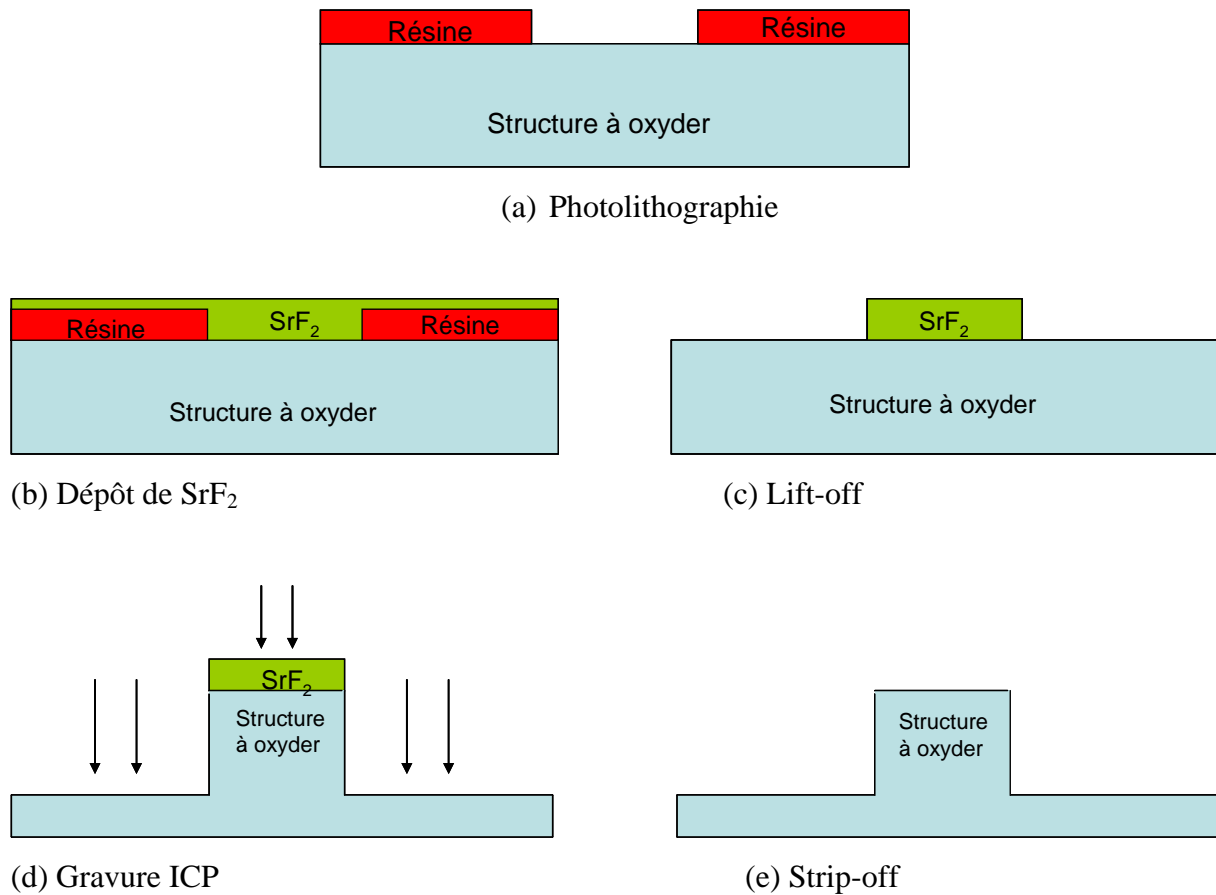 Résine
Résine
Structure à oxyder
(a) Photolithographie
Résine
SrF₂
Résine
Structure à oxyder
SrF₂
Structure à oxyder
(b) Dépôt de SrF₂
(c) Lift-off
SrF₂
Structure
à oxyder
Structure
à oxyder
(d) Gravure ICP
(e) Strip-off